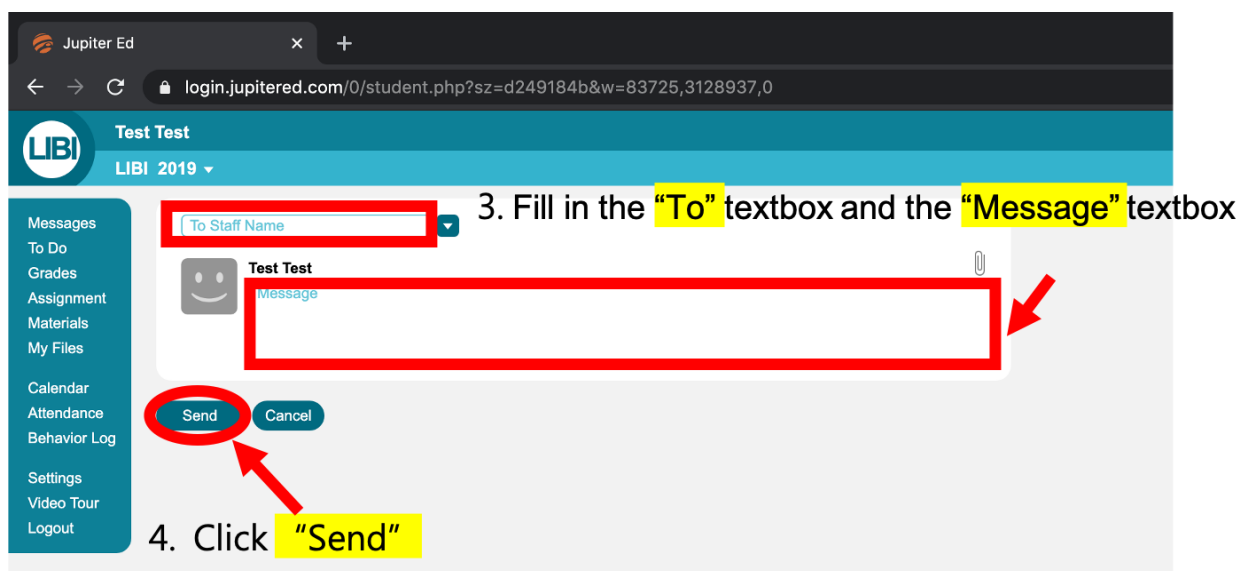 Jupiter Ed
login.jupitered.com/0/student.php?sz=d249184b&w=83725,3128937,0
LIBI
Test Test
LIBI 2019
3. Fill in the “To” textbox and the “Message” textbox
Messages
To Do
Grades
Assignment
Materials
My Files
Calendar
Attendance
Behavior Log
Settings
Video Tour
Logout
To Staff Name
Test Test
Message
Send
Cancel
4. Click “Send”